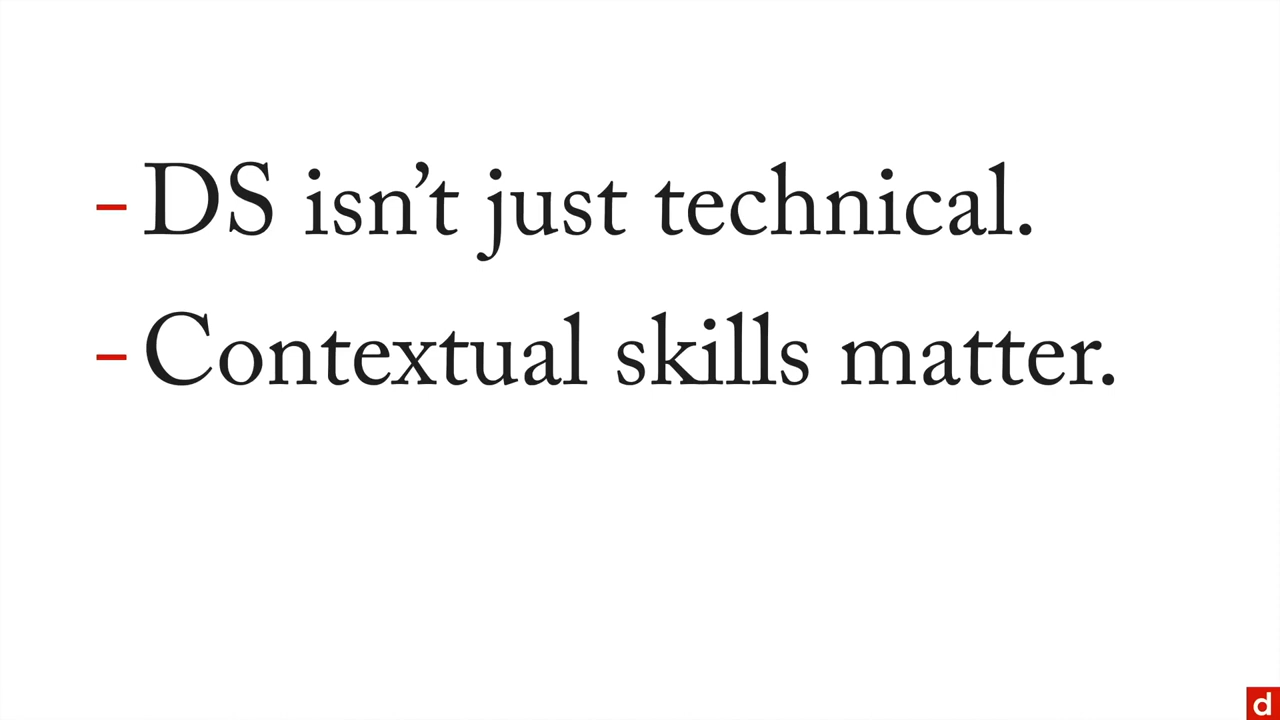 – DS isn’t just technical.
– Contextual skills matter.
d